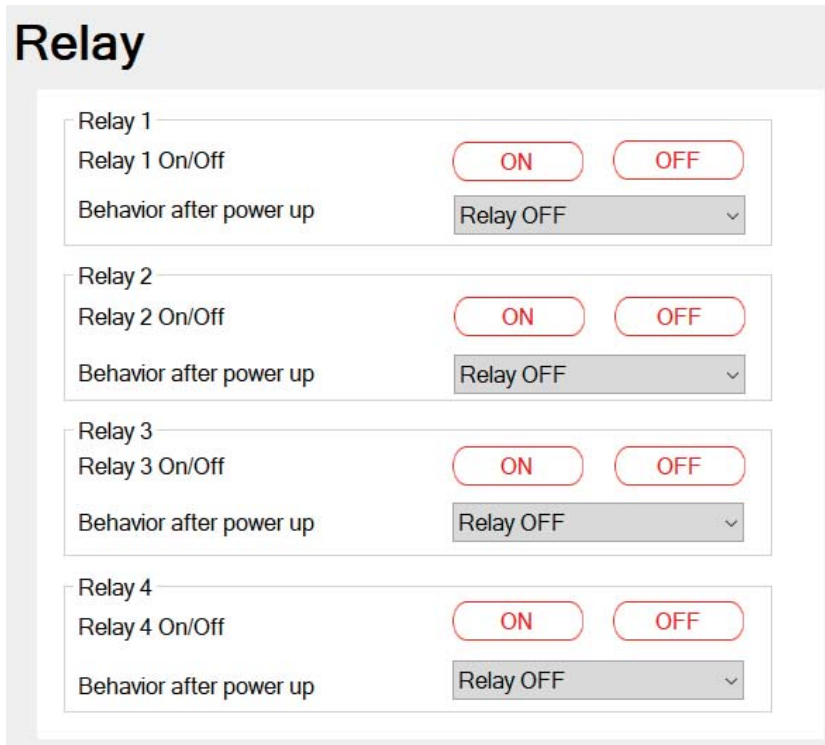 Relay
Relay 1
Relay 1 On/Off ON OFF
Behavior after power up Relay OFF
Relay 2
Relay 2 On/Off ON OFF
Behavior after power up Relay OFF
Relay 3
Relay 3 On/Off ON OFF
Behavior after power up Relay OFF
Relay 4
Relay 4 On/Off ON OFF
Behavior after power up Relay OFF